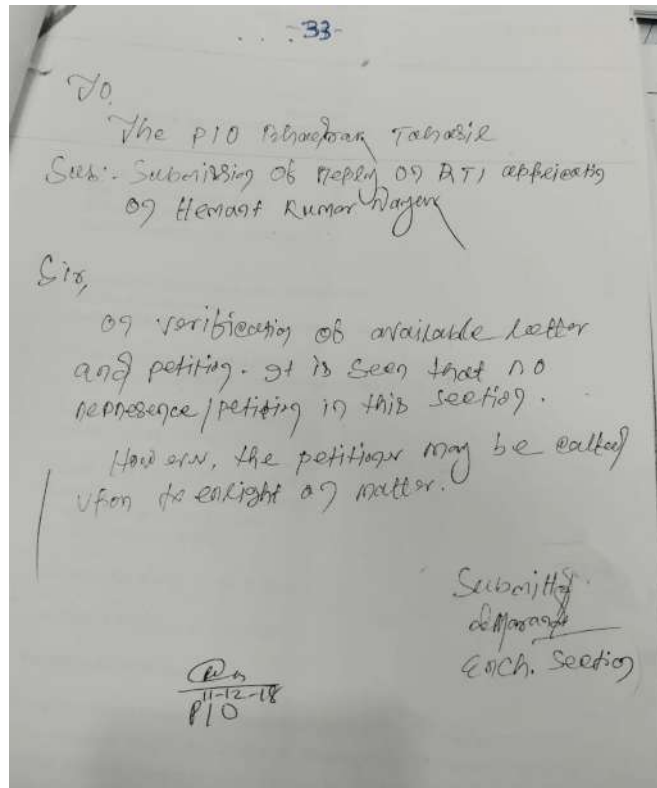 -33-
To,
The PIO Bhadrak Tahasil
Sub:- Submission of Reply on RTI application
on Hemant Kumar Nayak
Sir,
on verification of available letter
and petition. It is seen that no
petition in this section.
However, the petitioner may be called
upon to enlight on matter.
Submitted
Ench. Section
11-12-18
PIO